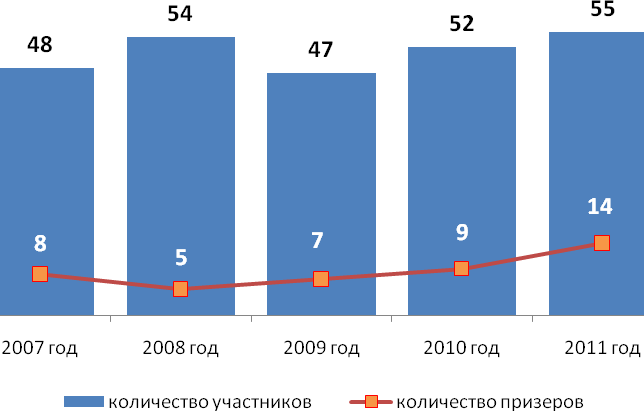 48
54
47
52
55
8
5
7
9
14
2007 год
2008 год
2009 год
2010 год
2011 год
количество участников
количество призеров